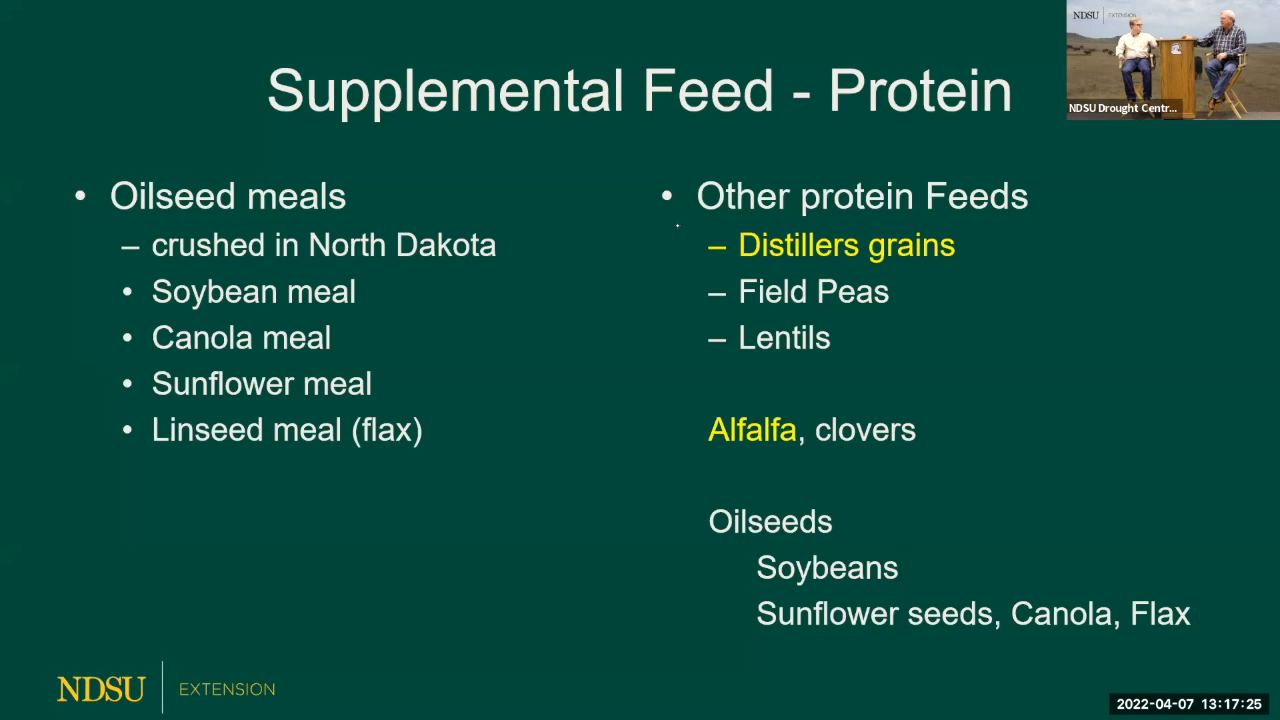 Supplemental Feed - Protein
• Oilseed meals
– crushed in North Dakota
• Soybean meal
• Canola meal
• Sunflower meal
• Linseed meal (flax)
• Other protein Feeds
– Distillers grains
– Field Peas
– Lentils
Alfalfa, clovers
Oilseeds
Soybeans
Sunflower seeds, Canola, Flax
NDSU EXTENSION
NDSU Drought Centr...
NDSU EXTENSION
2022-04-07 13:17:25